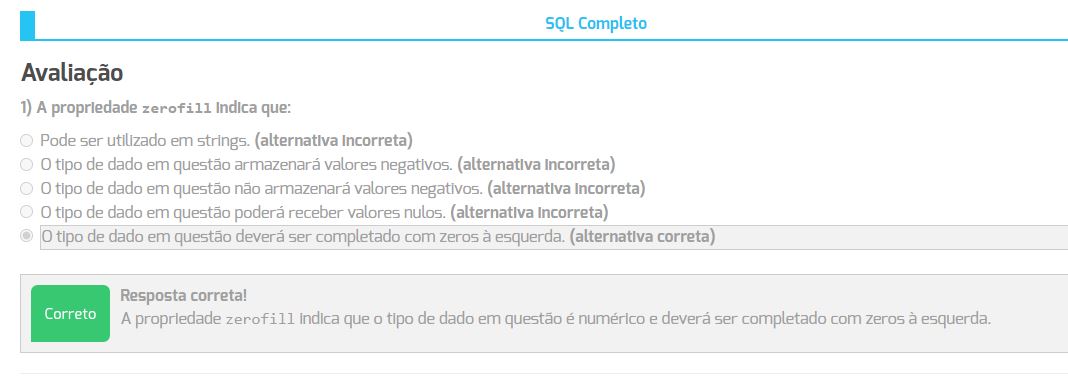 SQL Completo
Avaliação
1) A propriedade zerofill indica que:
Pode ser utilizado em strings. (alternativa incorreta)
O tipo de dado em questão armazenará valores negativos. (alternativa incorreta)
O tipo de dado em questão não armazenará valores negativos. (alternativa incorreta)
O tipo de dado em questão poderá receber valores nulos. (alternativa incorreta)
O tipo de dado em questão deverá ser completado com zeros à esquerda. (alternativa correta)
Resposta correta!
Correto
A propriedade zerofill indica que o tipo de dado em questão é numérico e deverá ser completado com zeros à esquerda.